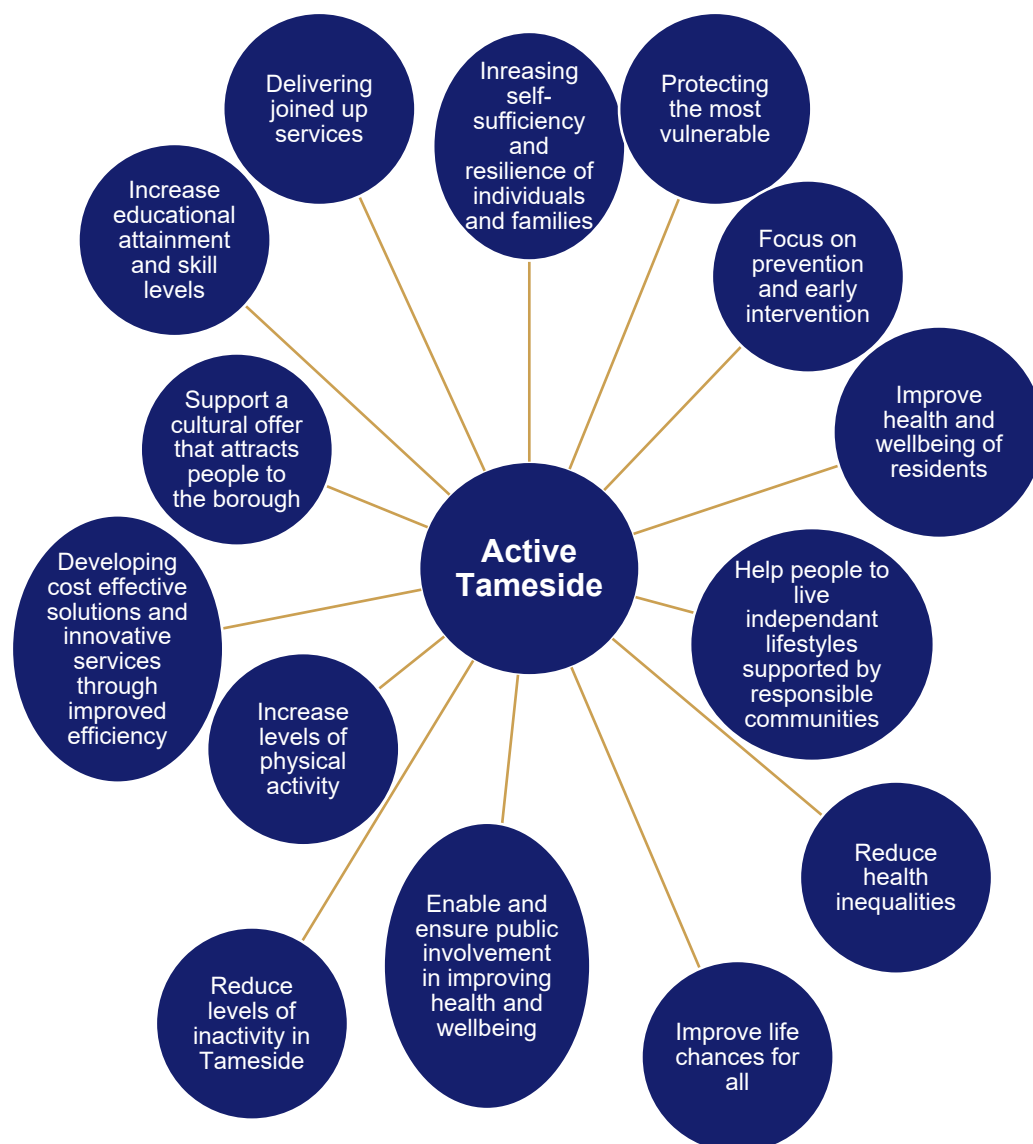 Delivering
joined up
services
Inreasing
self-
sufficiency
and
resilience of
individuals
and families
Protecting
the most
vulnerable
Increase
educational
attainment
and skill
levels
Focus on
prevention
and early
intervention
Support a
cultural offer
that attracts
people to
the borough
Improve
health and
wellbeing of
residents
Active
Tameside
Developing
cost effective
solutions and
innovative
services
through
improved
efficiency
Help people to
live
independant
lifestyles
supported by
responsible
communities
Increase
levels of
physical
activity
Reduce
health
inequalities
Enable and
ensure public
involvement
in improving
health and
wellbeing
Reduce
levels of
inactivity in
Tameside
Improve life
chances for
all